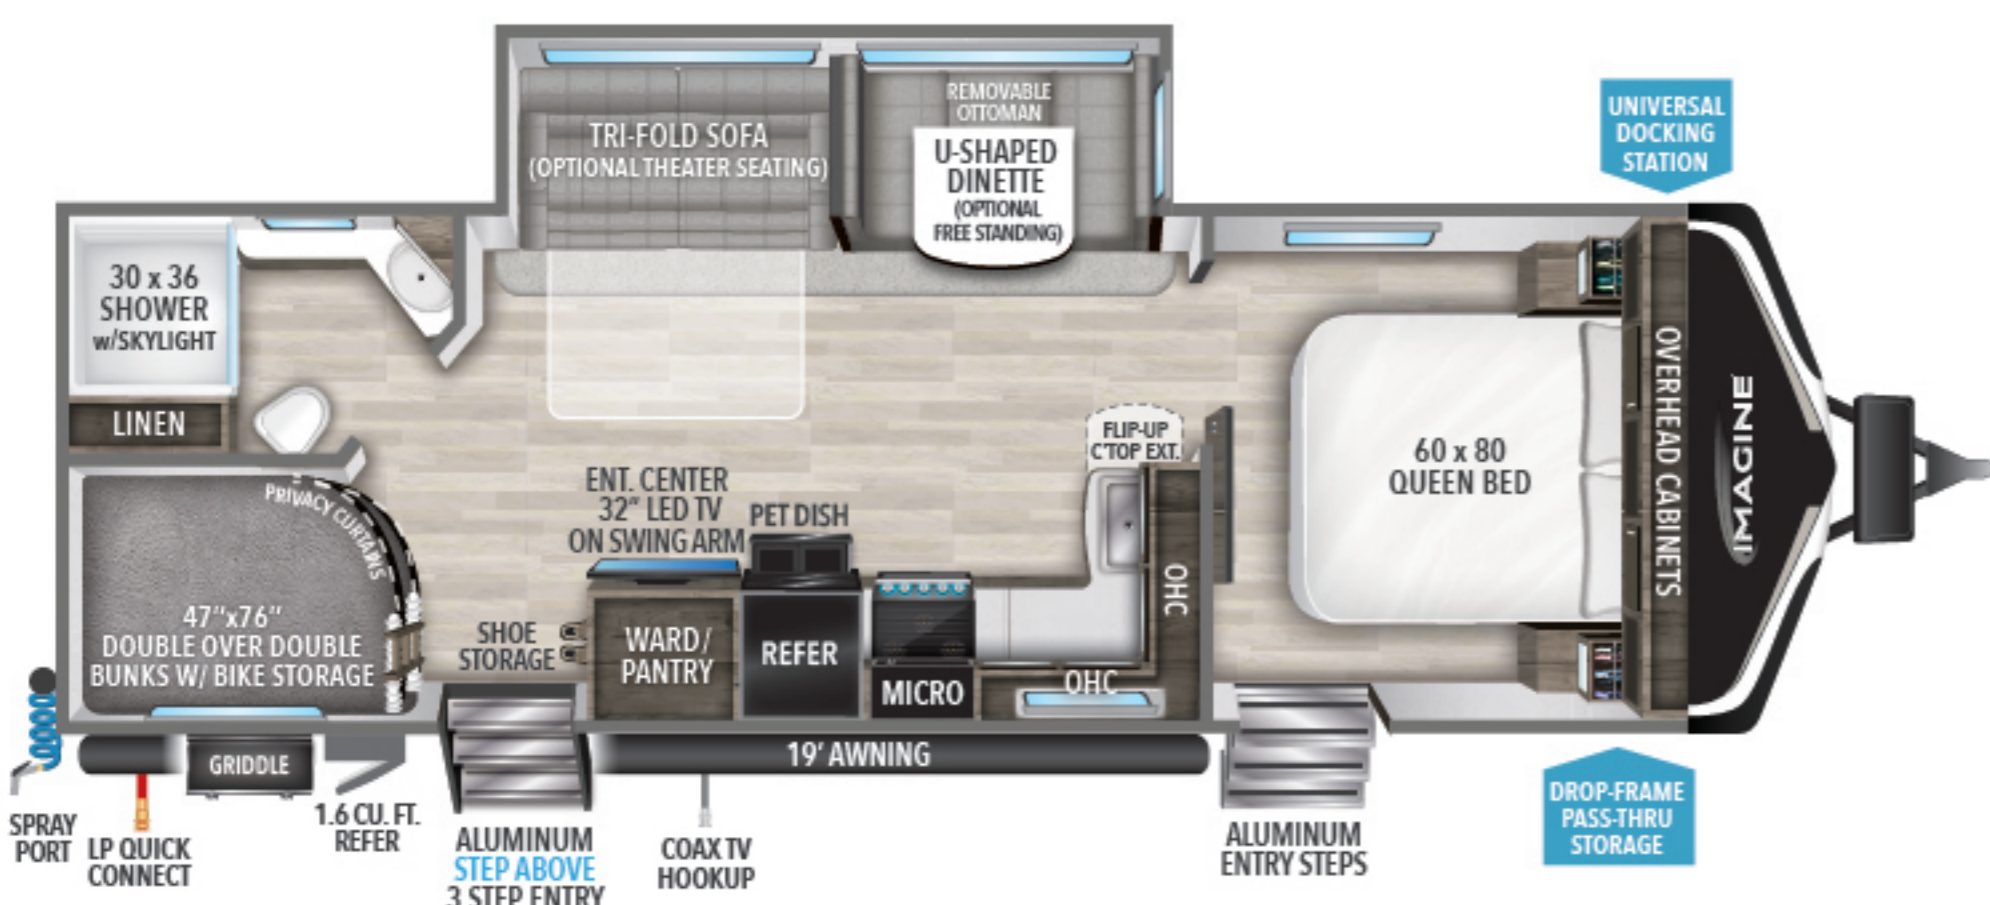 REMOVABLE
OTTOMAN
TRI-FOLD SOFA
(OPTIONAL THEATER SEATING)
U-SHAPED
DINETTE
(OPTIONAL
FREE STANDING)
UNIVERSAL
DOCKING
STATION
30 x 36
SHOWER
w/SKYLIGHT
LINEN
PRIVACY CURTAINS
47"x76"
DOUBLE OVER DOUBLE
BUNKS W/ BIKE STORAGE
ENT. CENTER
32" LED TV
ON SWING ARM
PET DISH
FLIP-UP
C'TOP EXT.
60 x 80
QUEEN BED
OVERHEAD CABINETS
IMAGINE
SHOE
STORAGE
WARD/
PANTRY
REFER
MICRO
OHC
OHC
GRIDDLE
19' AWNING
SPRAY
PORT
LP QUICK
CONNECT
1.6 CU. FT.
REFER
ALUMINUM
STEP ABOVE
3 STEP ENTRY
COAX TV
HOOKUP
ALUMINUM
ENTRY STEPS
DROP-FRAME
PASS-THRU
STORAGE